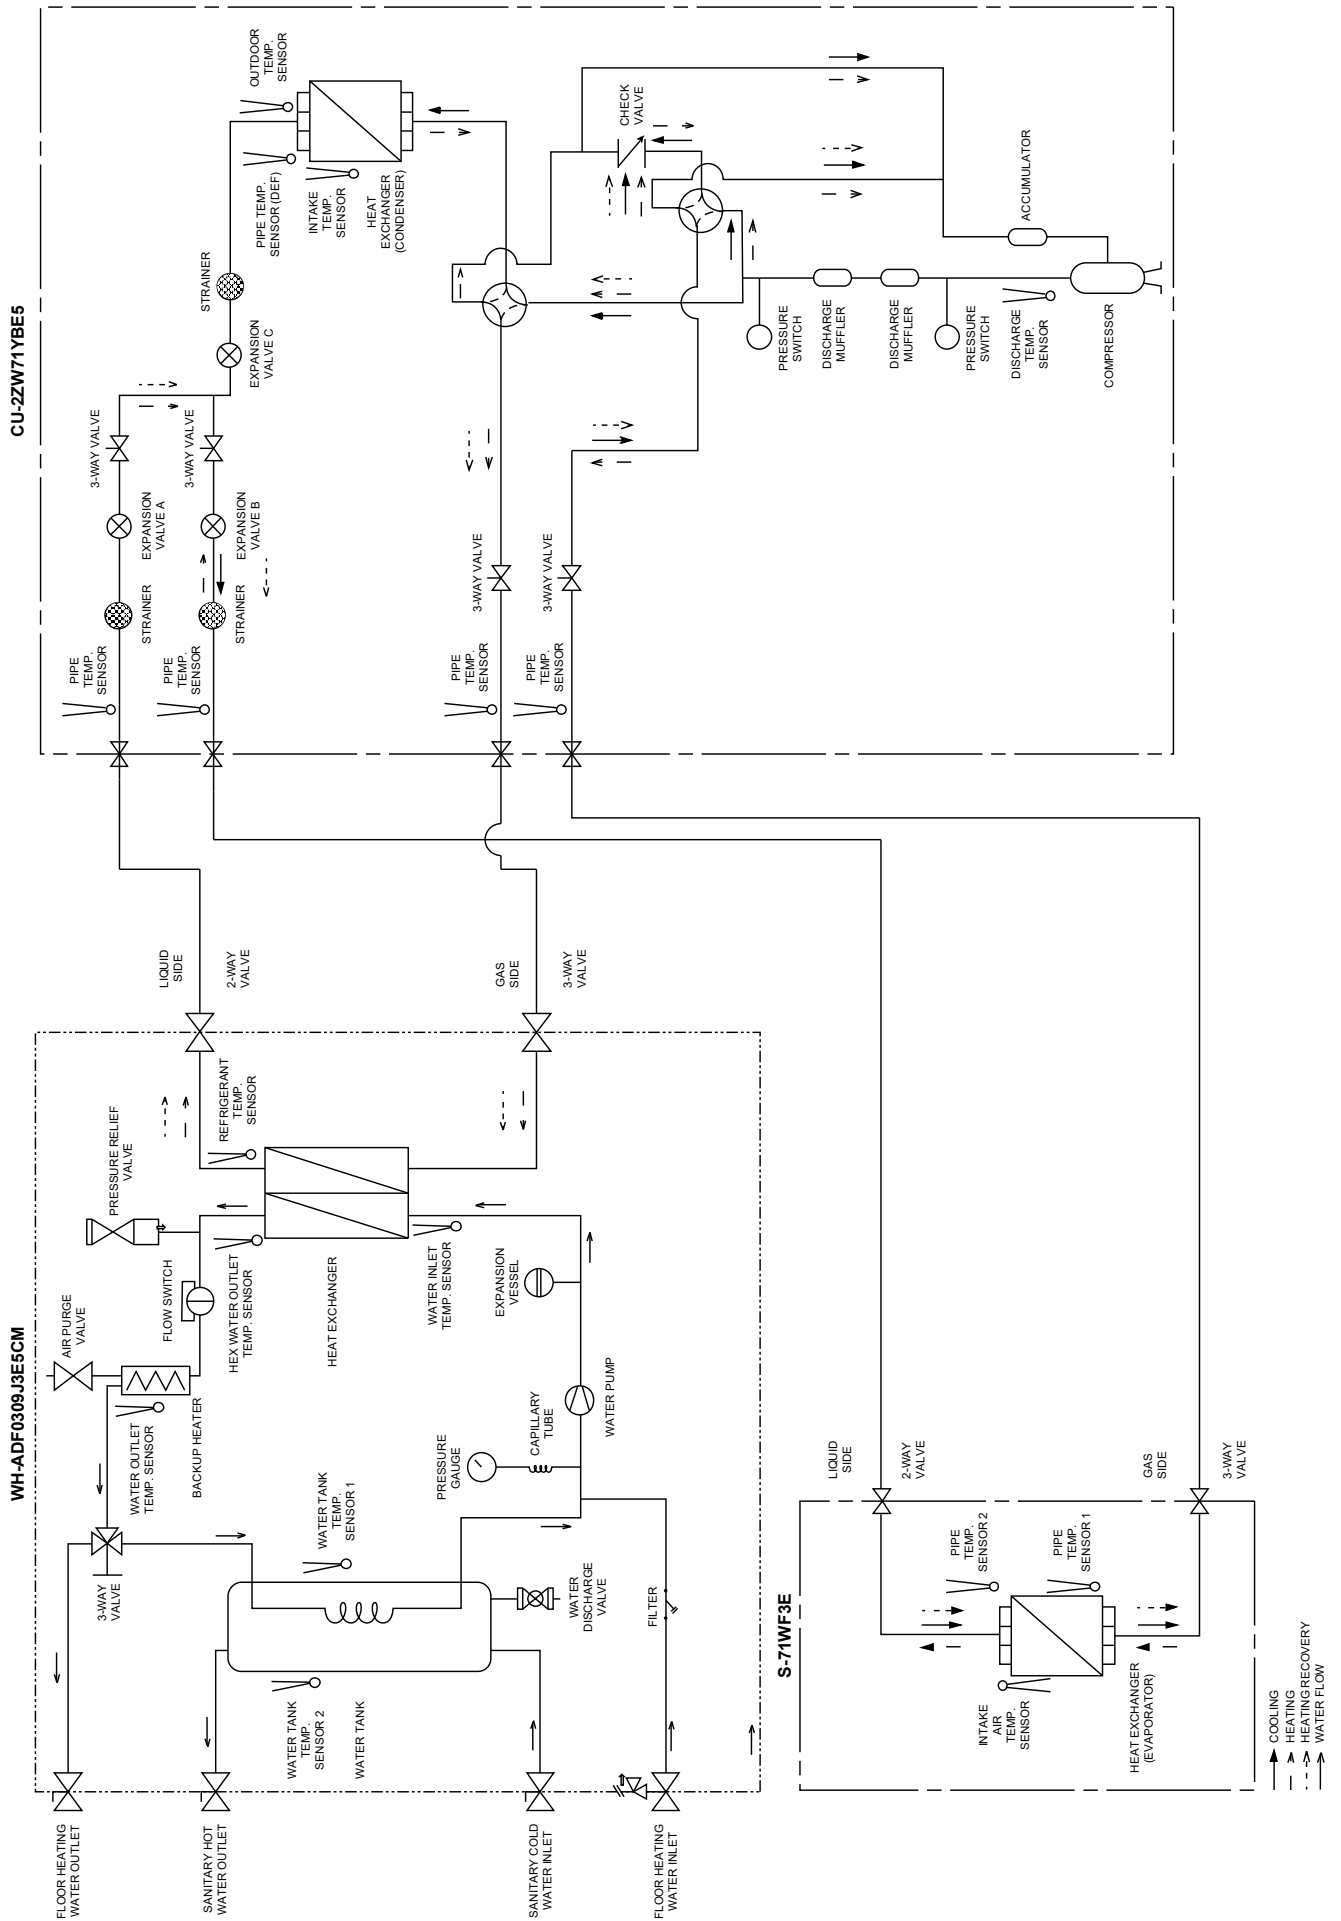 CU-2ZW71YBE5
OUTDOOR
TEMP.
SENSOR
PIPE TEMP.
SENSOR (DEF)
INTAKE
TEMP.
SENSOR
HEAT
EXCHANGER
(CONDENSER)
STRAINER
EXPANSION
VALVE C
CHECK
VALVE
ACCUMULATOR
3-WAY VALVE
3-WAY VALVE
EXPANSION
VALVE A
EXPANSION
VALVE B
STRAINER
STRAINER
PIPE
TEMP.
SENSOR
PIPE
TEMP.
SENSOR
PRESSURE
SWITCH
DISCHARGE
MUFFLER
DISCHARGE
MUFFLER
PRESSURE
SWITCH
DISCHARGE
TEMP.
SENSOR
COMPRESSOR
3-WAY VALVE
3-WAY VALVE
PIPE
TEMP.
SENSOR
PIPE
TEMP.
SENSOR
LIQUID
SIDE
2-WAY
VALVE
GAS
SIDE
3-WAY
VALVE
WH-ADF0309J3E5CM
REFRIGERANT
TEMP.
SENSOR
PRESSURE RELIEF
VALVE
AIR PURGE
VALVE
FLOW SWITCH
HEX WATER OUTLET
TEMP. SENSOR
HEAT EXCHANGER
WATER INLET
TEMP. SENSOR
EXPANSION
VESSEL
WATER OUTLET
TEMP. SENSOR
BACKUP HEATER
PRESSURE
GAUGE
CAPILLARY
TUBE
WATER PUMP
3-WAY
VALVE
WATER TANK
TEMP.
SENSOR 1
WATER
DISCHARGE
VALVE
FILTER
WATER TANK
TEMP.
SENSOR 2
WATER TANK
FLOOR HEATING
WATER OUTLET
SANITARY HOT
WATER OUTLET
SANITARY COLD
WATER INLET
FLOOR HEATING
WATER INLET
LIQUID
SIDE
2-WAY
VALVE
GAS
SIDE
3-WAY
VALVE
S-71WF3E
PIPE
TEMP.
SENSOR 2
PIPE
TEMP.
SENSOR 1
INTAKE
AIR
TEMP.
SENSOR
HEAT EXCHANGER
(EVAPORATOR)
COOLING
HEATING
HEATING RECOVERY
WATER FLOW